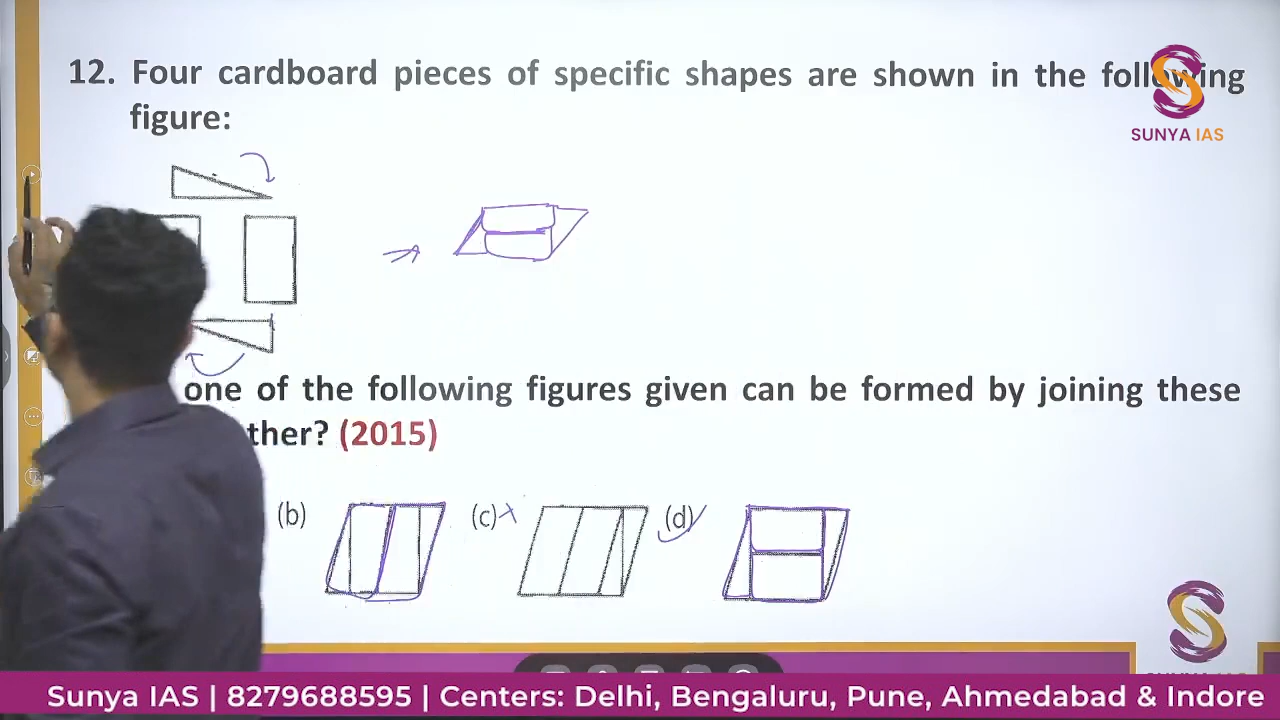 12. Four cardboard pieces of specific shapes are shown in the following
figure:
SUNYA IAS
one of the following figures given can be formed by joining these
ther? (2015)
(b) (c) (d)
Sunya IAS | 8279688595 | Centers: Delhi, Bengaluru, Pune, Ahmedabad & Indore